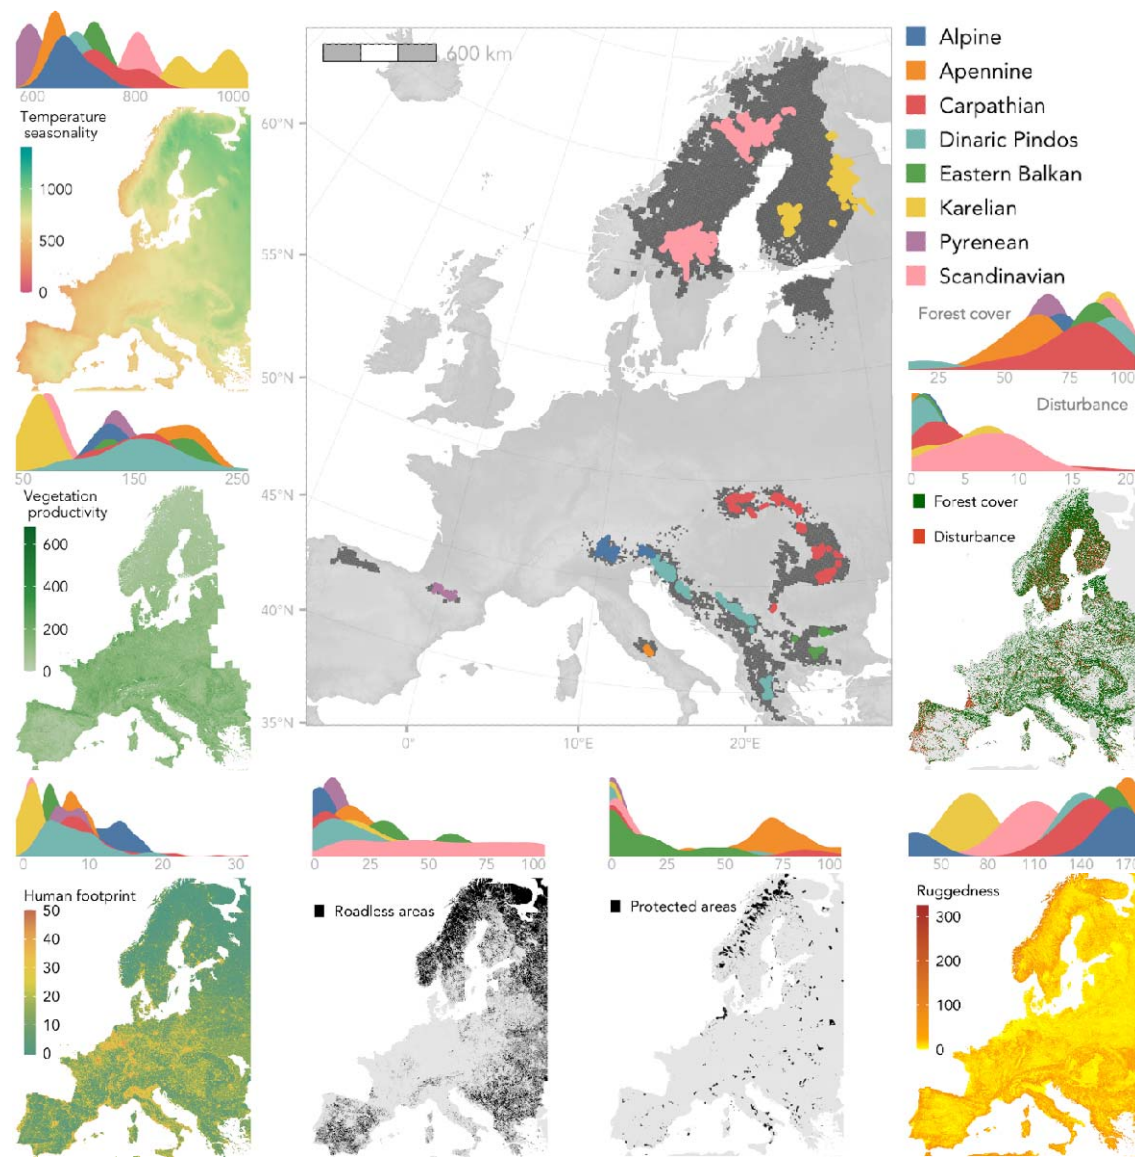 600 800 1000
Temperature
seasonality
1000
500
0
50 150 250
Vegetation
productivity
600
400
200
0
600 km
60°N
55°N
50°N
45°N
40°N
35°N
0° 10°E 20°E
Alpine
Apennine
Carpathian
Dinaric Pindos
Eastern Balkan
Karelian
Pyrenean
Scandinavian
Forest cover
25 50 75 100
Disturbance
0 5 10 15 20
Forest cover
Disturbance
0 10 20 30
Human footprint
50
40
30
20
10
0
0 25 50 75 100
Roadless areas
0 25 50 75 100
Protected areas
50 80 110 140 170
Ruggedness
300
200
100
0